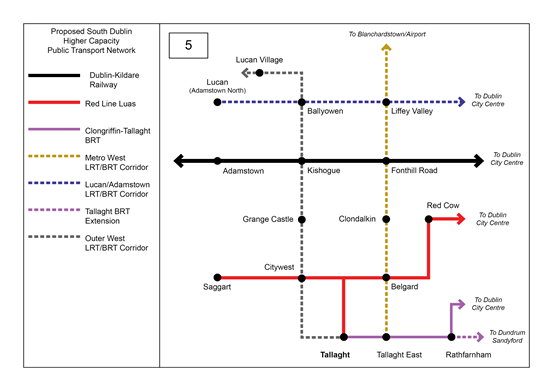 Proposed South Dublin
Higher Capacity
Public Transport Network
Dublin-Kildare
Railway
Red Line Luas
Clongriffin-Tallaght
BRT
Metro West
LRT/BRT Corridor
Lucan/Adamstown
LRT/BRT Corridor
Tallaght BRT
Extension
Outer West
LRT/BRT Corridor
5
To Blanchardstown/Airport
Lucan Village
Lucan
(Adamstown North)
Ballyowen
Liffey Valley
To Dublin
City Centre
Adamstown
Kishogue
Fonthill Road
To Dublin
City Centre
Grange Castle
Clondalkin
Red Cow
To Dublin
City Centre
Citywest
Saggart
Belgard
To Dublin
City Centre
To Dundrum
Sandyford
Tallaght
Tallaght East
Rathfarnham